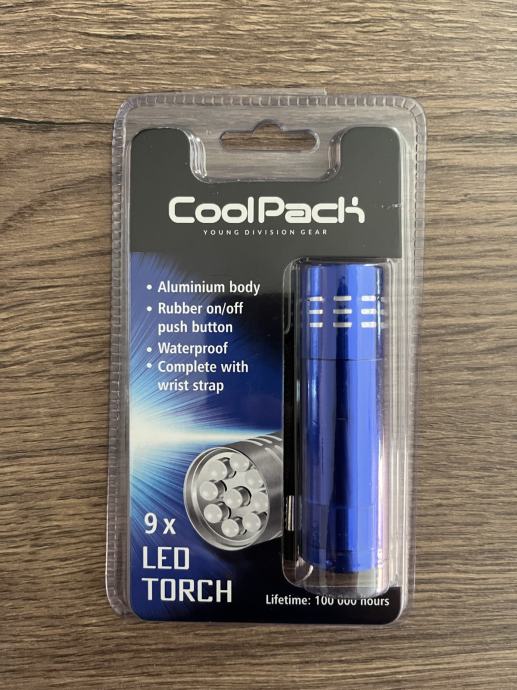 CoolPack
YOUNG DIVISION GEAR
• Aluminium body
• Rubber on/off
push button
• Waterproof
• Complete with
wrist strap
9 x
LED
TORCH
Lifetime: 100 000 hours